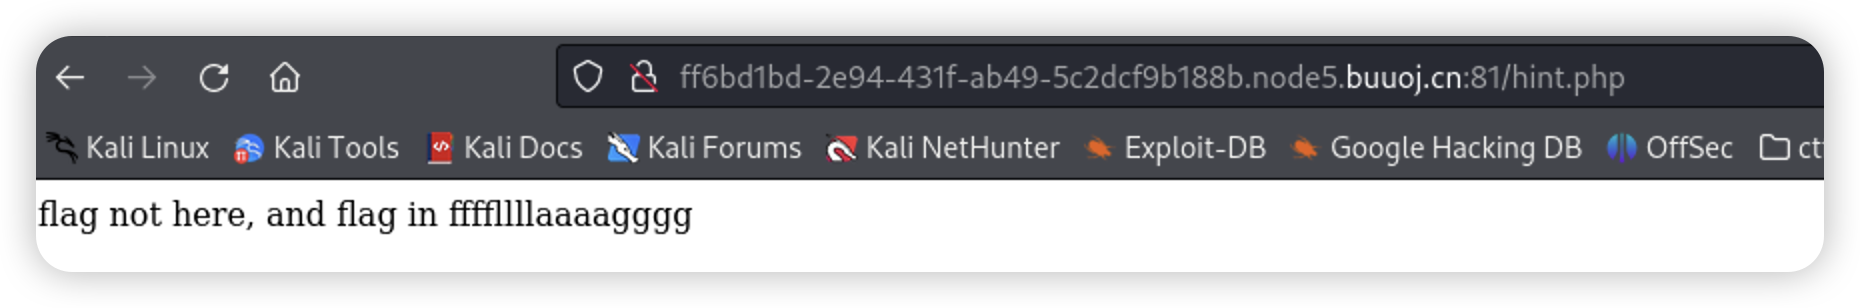 ff6bd1bd-2e94-431f-ab49-5c2dcf9b188b.node5.buuoj.cn:81/hint.php
Kali Linux Kali Tools Kali Docs Kali Forums Kali NetHunter Exploit-DB Google Hacking DB OffSec ct
flag not here, and flag in ffffllllaaaagggg